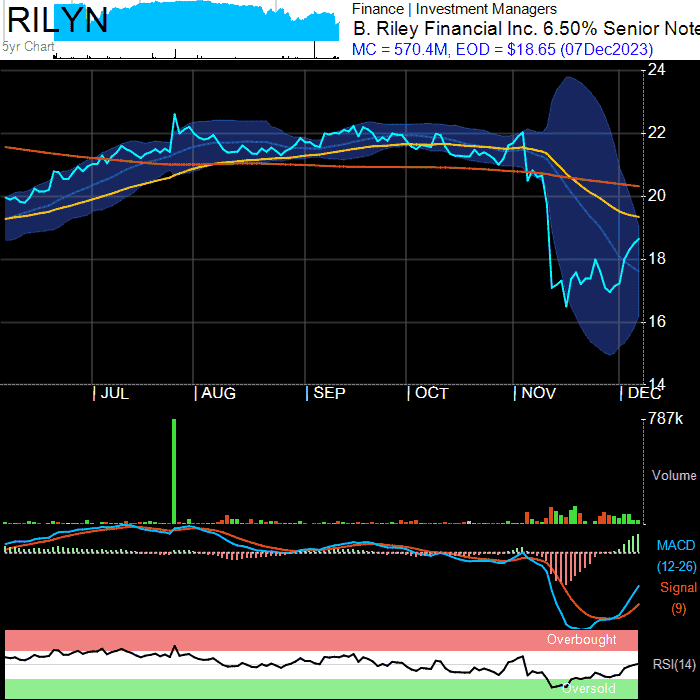 RILYN
5yr Chart
Finance | Investment Managers
B. Riley Financial Inc. 6.50% Senior Note
MC = 570.4M, EOD = $18.65 (07Dec2023)
24
22
20
18
16
14
JUL AUG SEP OCT NOV DEC
787k
Volume
MACD
(12-26)
Signal
(9)
Overbought
RSI(14)
Oversold